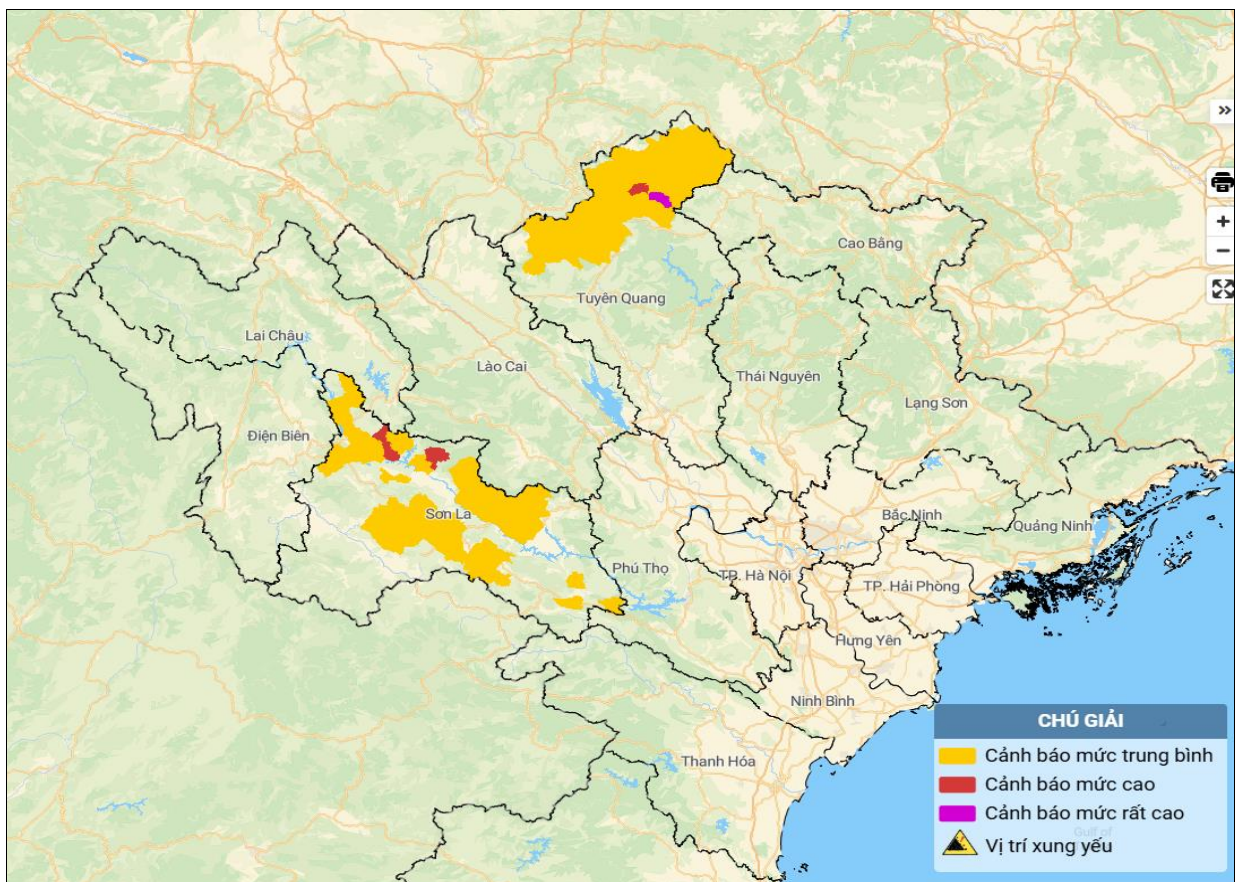 »
+
−
Cao Bằng
Tuyên Quang
Lai Châu
Lào Cai
Thái Nguyên
Lạng Sơn
Điện Biên
Sơn La
Bắc Ninh
Quảng Ninh
Phú Thọ
TP. Hà Nội
TP. Hải Phòng
Hưng Yên
Ninh Bình
Thanh Hóa
CHÚ GIẢI
Cảnh báo mức trung bình
Cảnh báo mức cao
Cảnh báo mức rất cao
Gulf of
Vị trí xung yếu